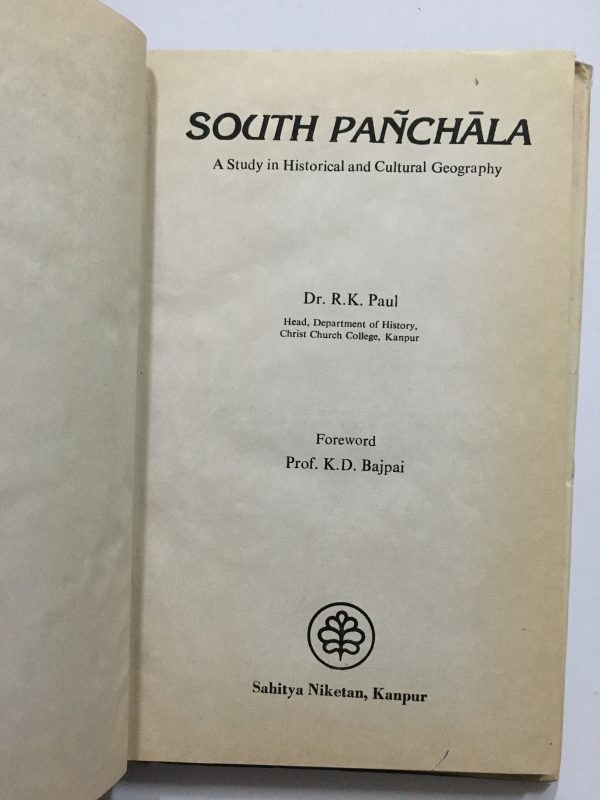 SOUTH PAÑCHĀLA
A Study in Historical and Cultural Geography
Dr. R.K. Paul
Head, Department of History,
Christ Church College, Kanpur
Foreword
Prof. K.D. Bajpai
Sahitya Niketan, Kanpur